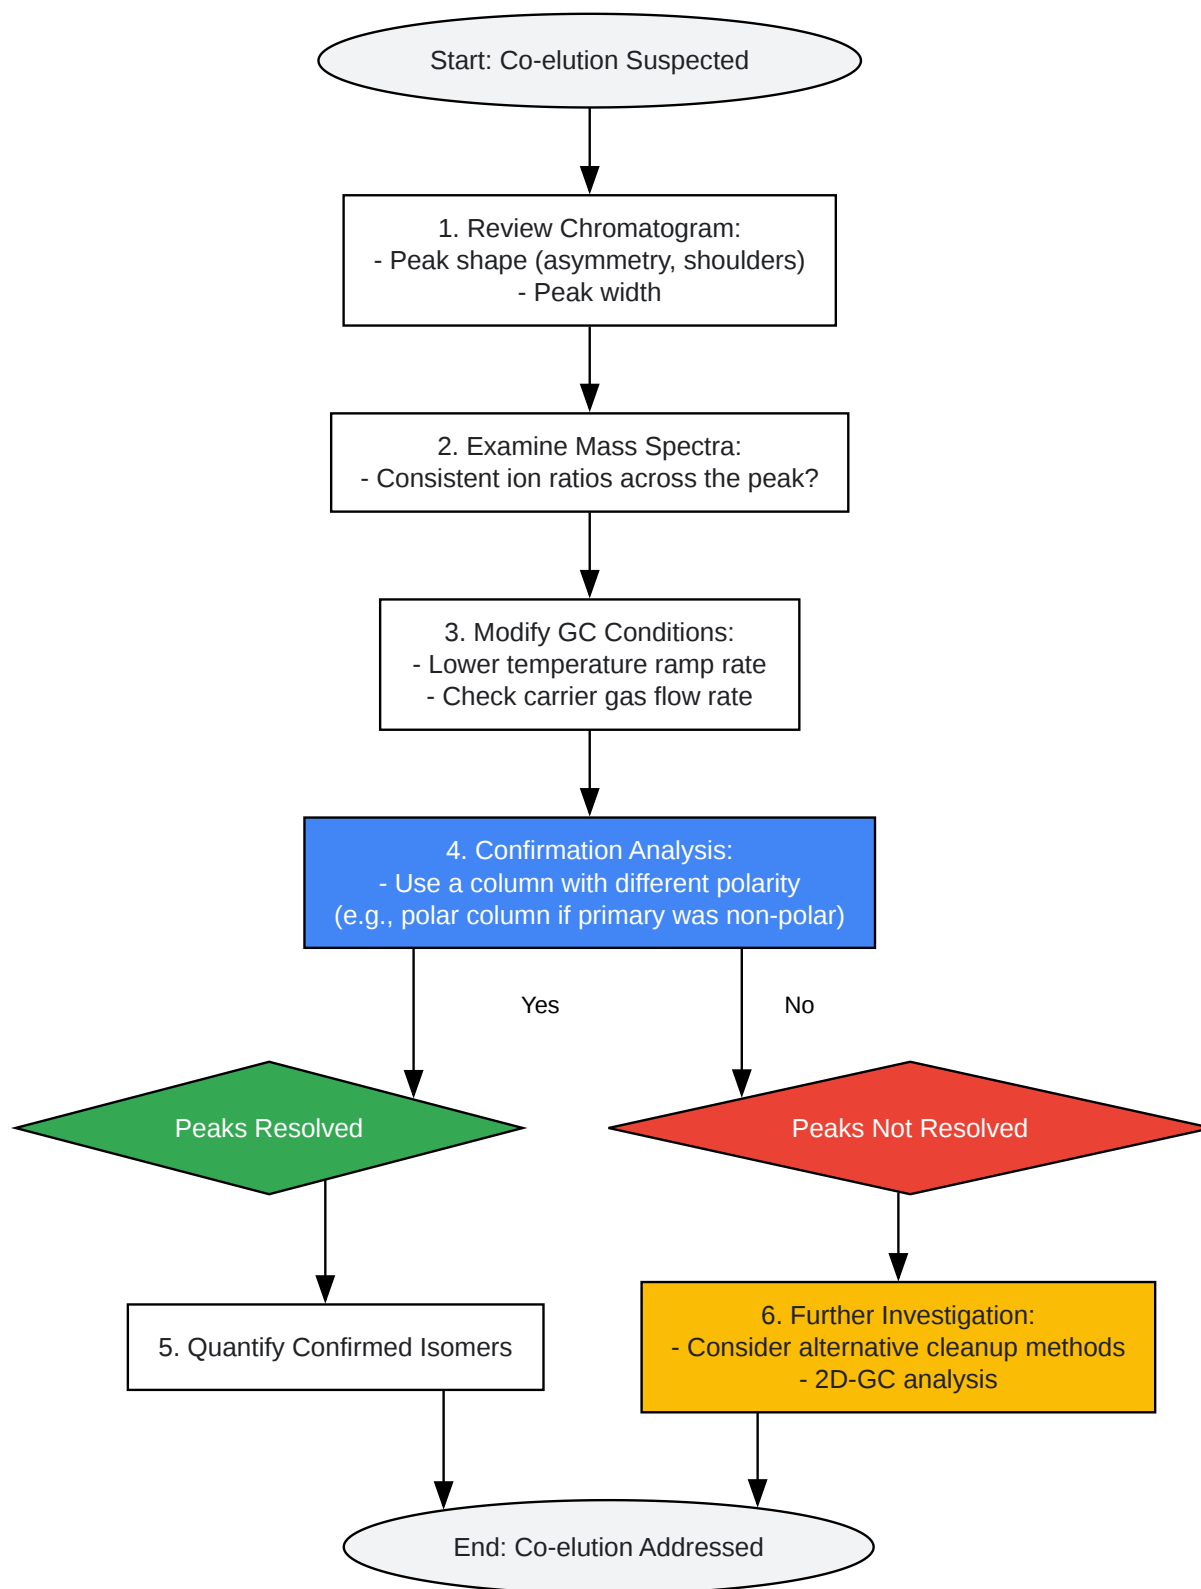 Start: Co-elution Suspected
1. Review Chromatogram:
- Peak shape (asymmetry, shoulders)
- Peak width
2. Examine Mass Spectra:
- Consistent ion ratios across the peak?
3. Modify GC Conditions:
- Lower temperature ramp rate
- Check carrier gas flow rate
4. Confirmation Analysis:
- Use a column with different polarity
(e.g., polar column if primary was non-polar)
Yes
No
Peaks Resolved
Peaks Not Resolved
5. Quantify Confirmed Isomers
6. Further Investigation:
- Consider alternative cleanup methods
- 2D-GC analysis
End: Co-elution Addressed